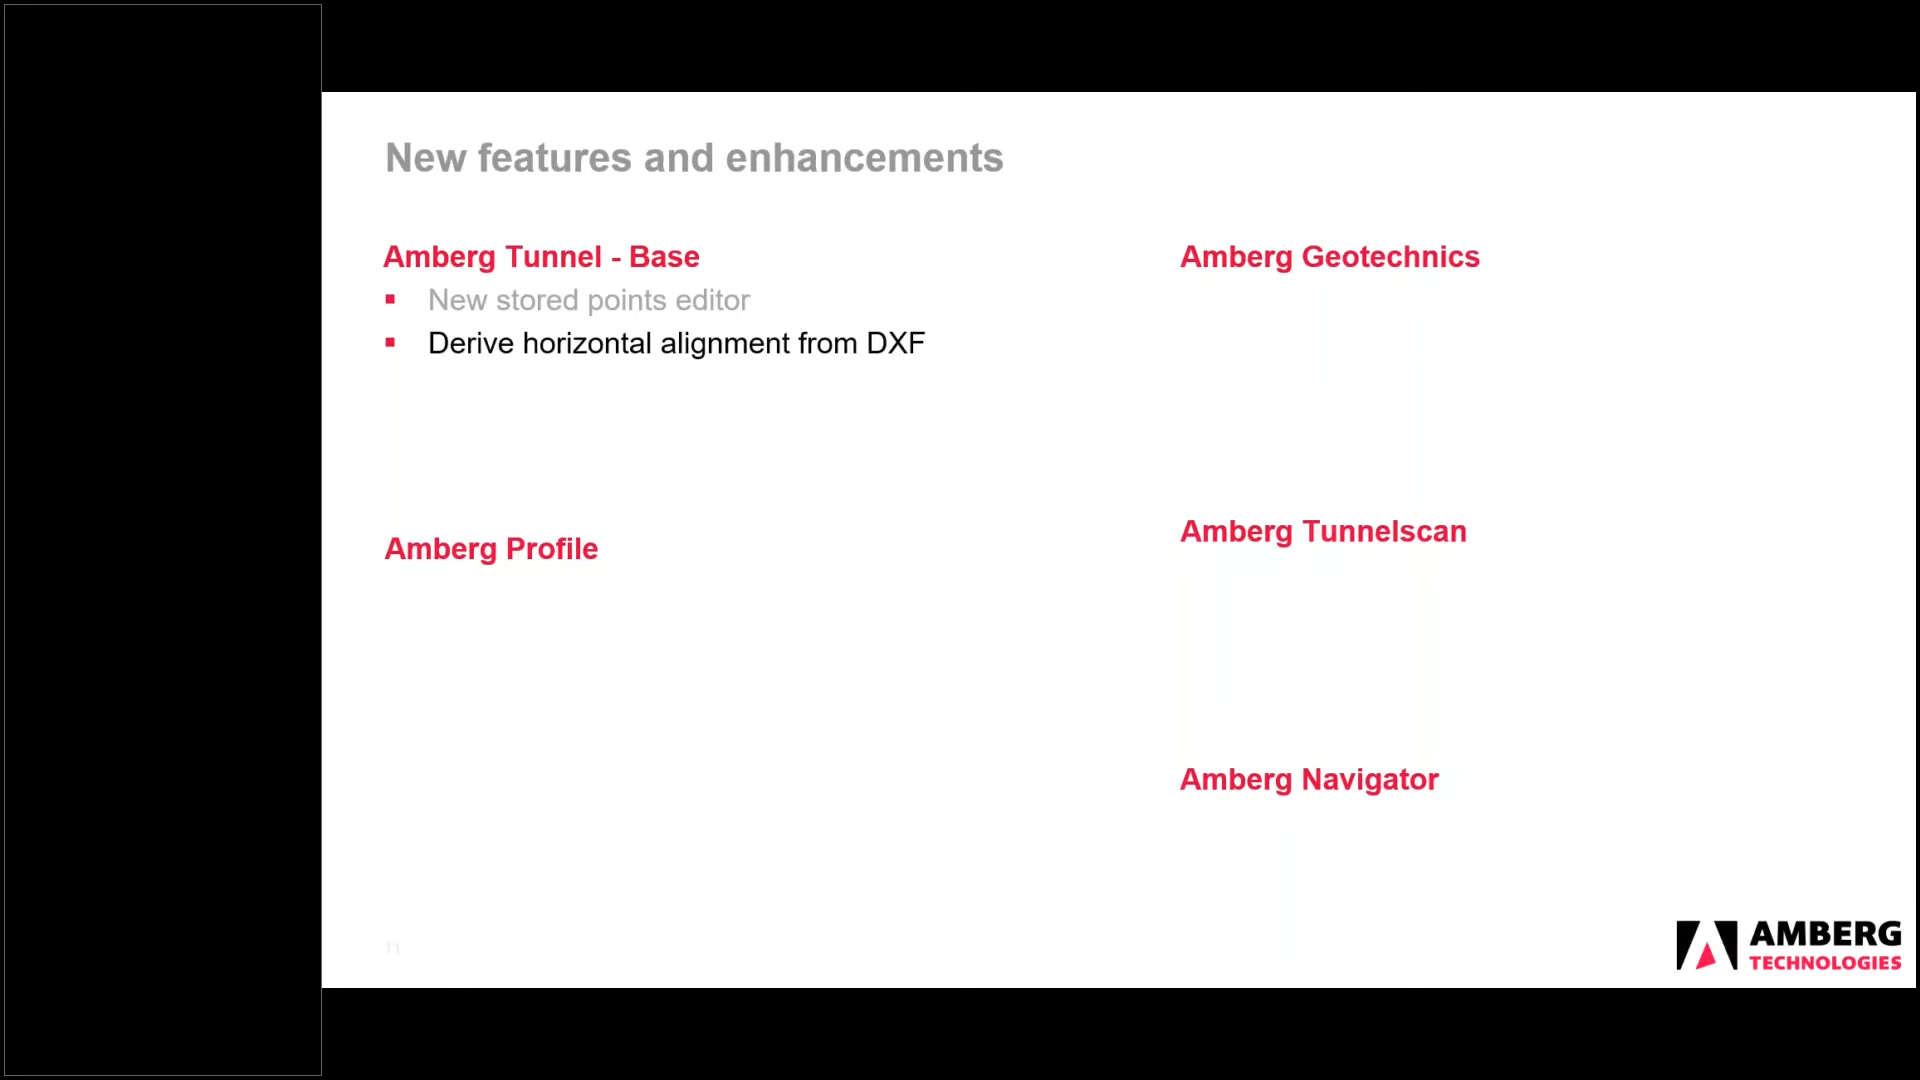 New features and enhancements
Amberg Tunnel - Base
▪ New stored points editor
▪ Derive horizontal alignment from DXF
Amberg Profile
Amberg Geotechnics
Amberg Tunnelscan
Amberg Navigator
11
AMBERG
TECHNOLOGIES